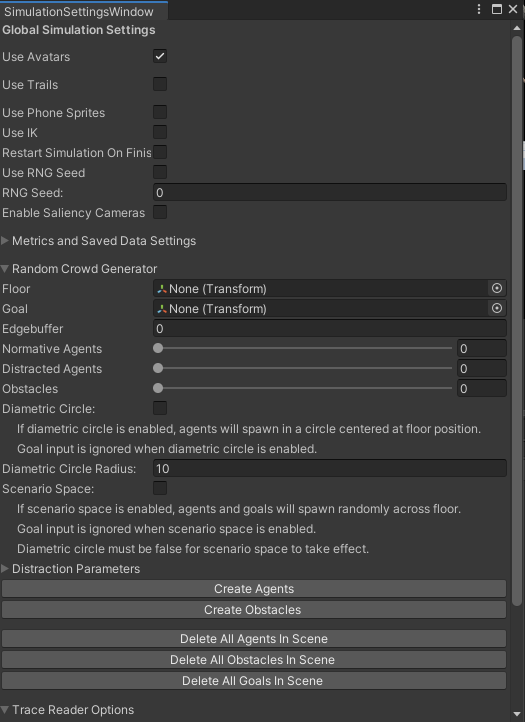 SimulationSettingsWindow
Global Simulation Settings
Use Avatars
Use Trails
Use Phone Sprites
Use IK
Restart Simulation On Finis
Use RNG Seed
RNG Seed: 0
Enable Saliency Cameras
Metrics and Saved Data Settings
Random Crowd Generator
Floor None (Transform)
Goal None (Transform)
Edgebuffer 0
Normative Agents 0
Distracted Agents 0
Obstacles 0
Diametric Circle:
If diametric circle is enabled, agents will spawn in a circle centered at floor position.
Goal input is ignored when diametric circle is enabled.
Diametric Circle Radius: 10
Scenario Space:
If scenario space is enabled, agents and goals will spawn randomly across floor.
Goal input is ignored when scenario space is enabled.
Diametric circle must be false for scenario space to take effect.
Distraction Parameters
Create Agents
Create Obstacles
Delete All Agents In Scene
Delete All Obstacles In Scene
Delete All Goals In Scene
Trace Reader Options